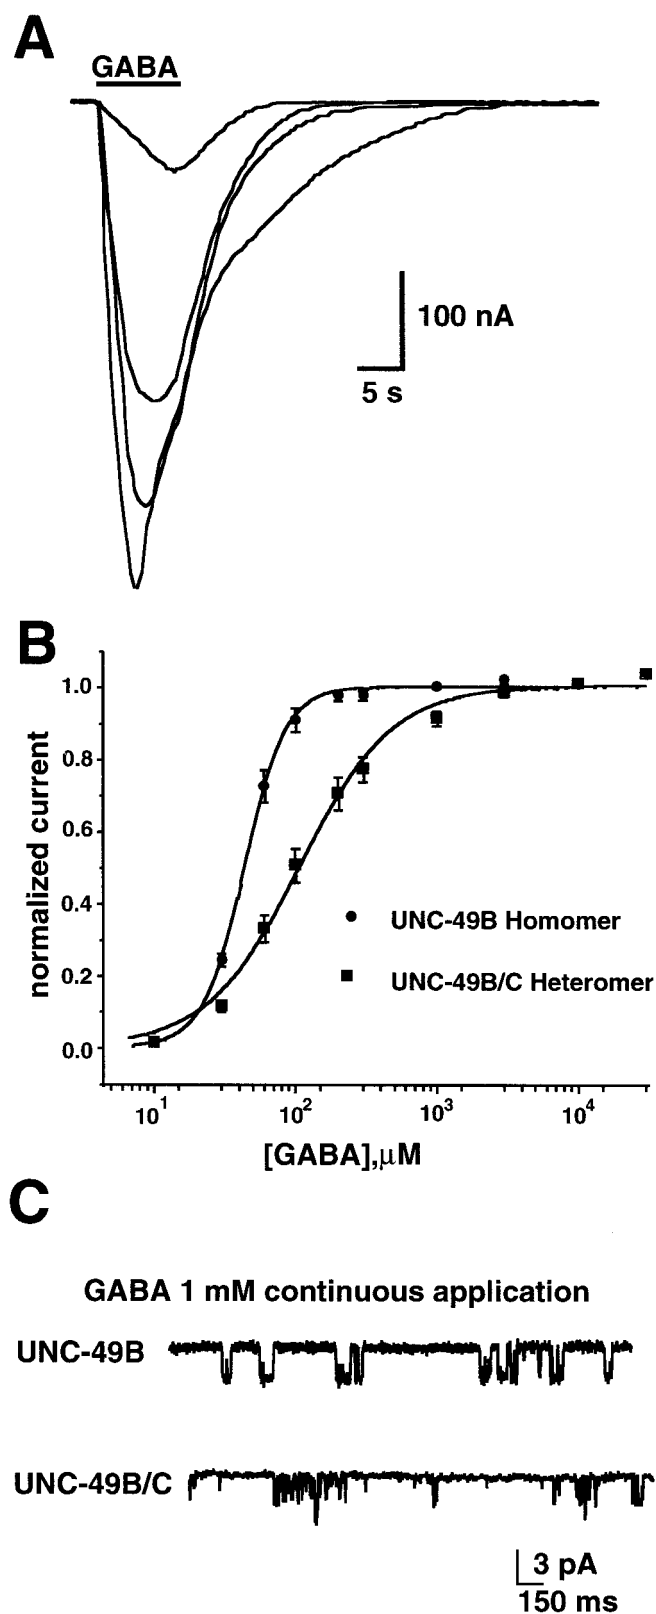 A
GABA
100 nA
5 s
B
1.0
0.8
0.6
0.4
0.2
0.0
normalized current
UNC-49B Homomer
UNC-49B/C Heteromer
10¹ 10² 10³ 10⁴
[GABA],µM
C
GABA 1 mM continuous application
UNC-49B
UNC-49B/C
3 pA
150 ms